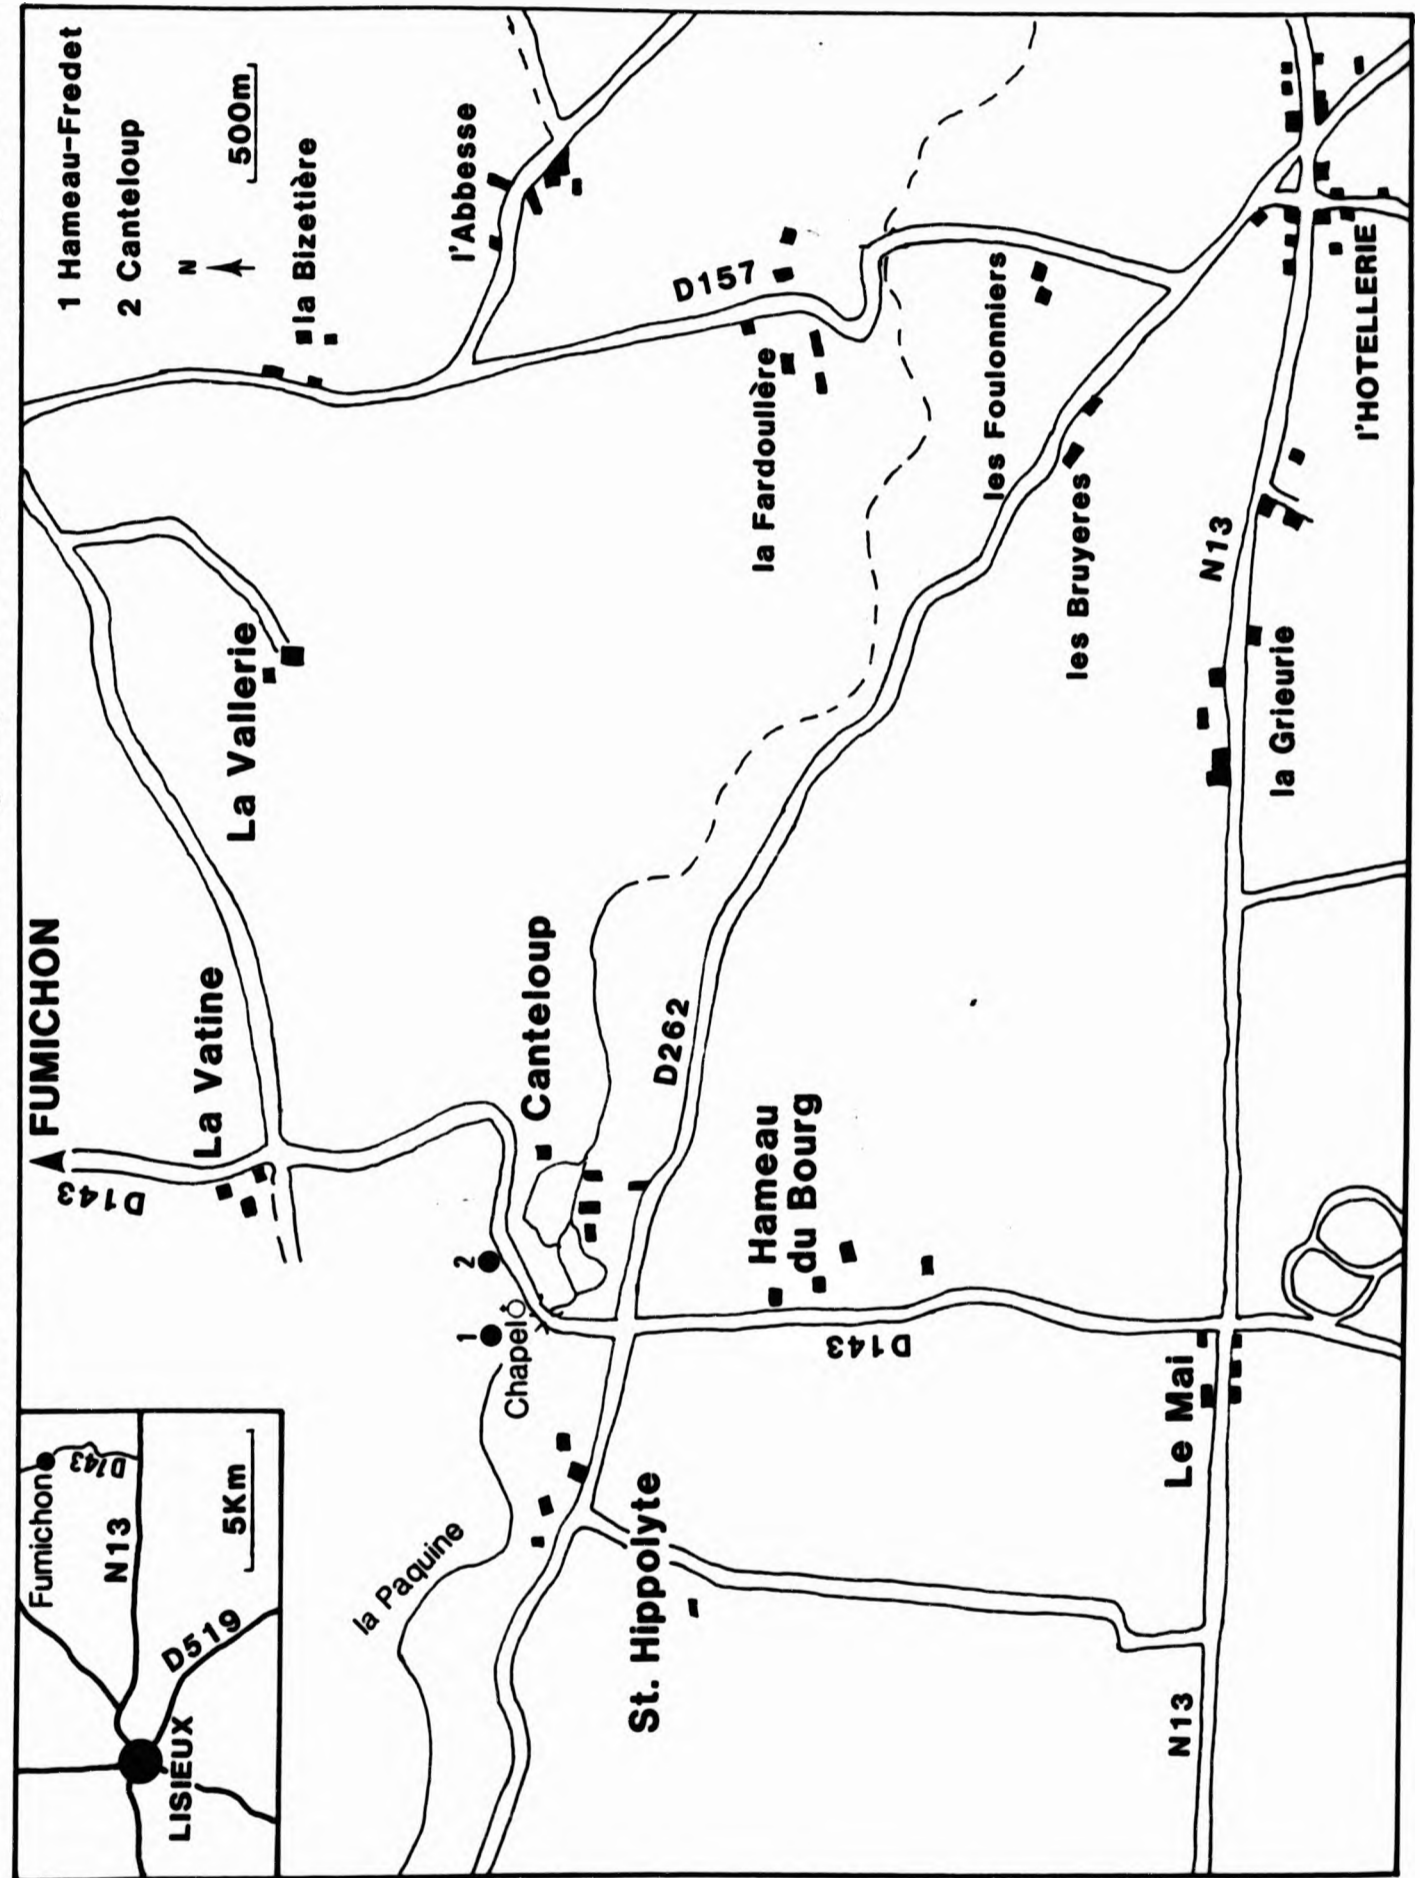 Fumichon
D143
N13
5Km
D519
LISIEUX
FUMICHON
D143
La Vatine
La Vallerie
1 Hameau-Fredet
2 Canteloup
N
500m
la Bizetière
l'Abbesse
la Paquine
1
2
Chapel
Canteloup
D157
la Fardoulière
St. Hippolyte
D262
Hameau
du Bourg
D143
les Foulonniers
les Bruyeres
Le Mai
N13
N13
la Grieurie
l'HOTELLERIE